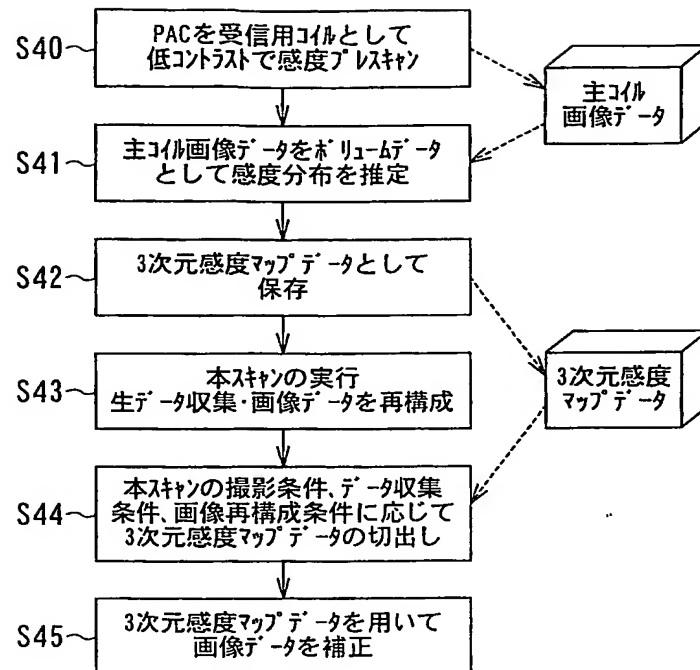 S40
PACを受信用コイルとして
低コントラストで感度プレスキャン
主コイル
画像データ
S41
主コイル画像データをボリュームデータ
として感度分布を推定
S42
3次元感度マップデータとして
保存
S43
本スキャンの実行
生データ収集・画像データを再構成
3次元感度
マップデータ
S44
本スキャンの撮影条件、データ収集
条件、画像再構成条件に応じて
3次元感度マップデータの切出し
S45
3次元感度マップデータを用いて
画像データを補正